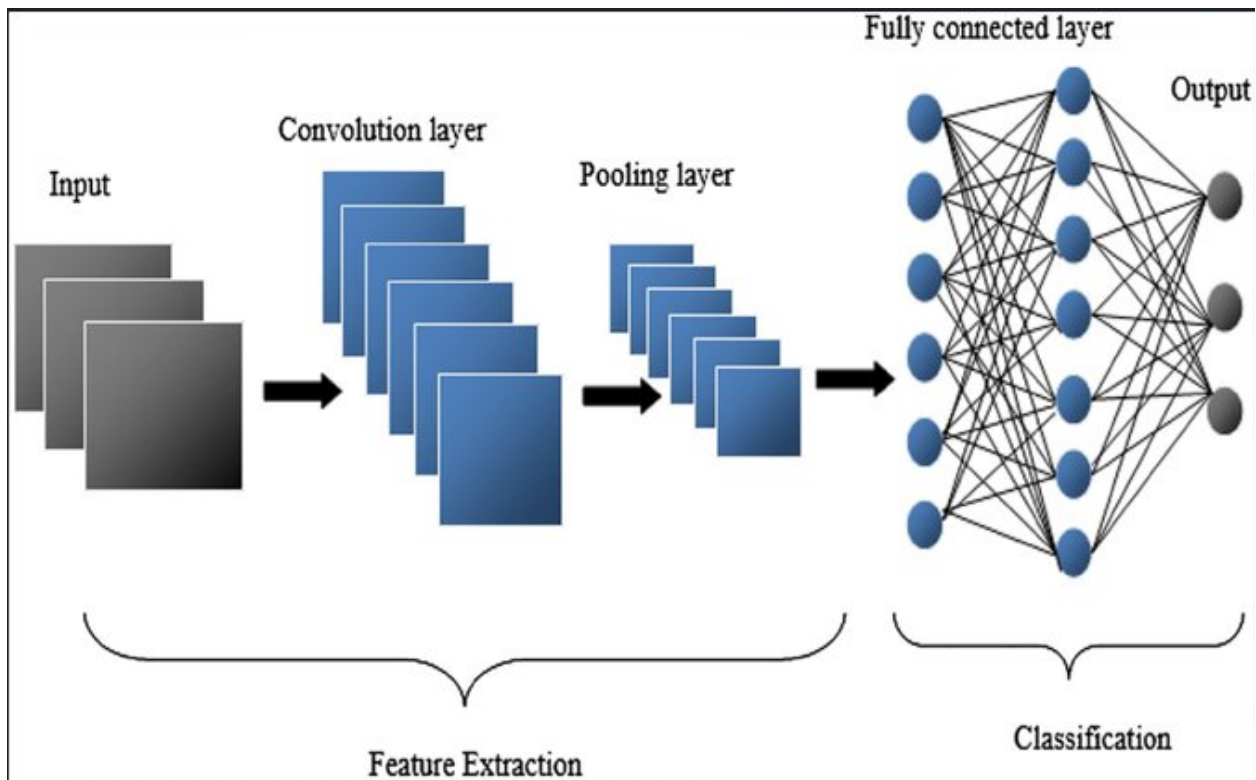 Input
Convolution layer
Pooling layer
Fully connected layer
Output
Feature Extraction
Classification